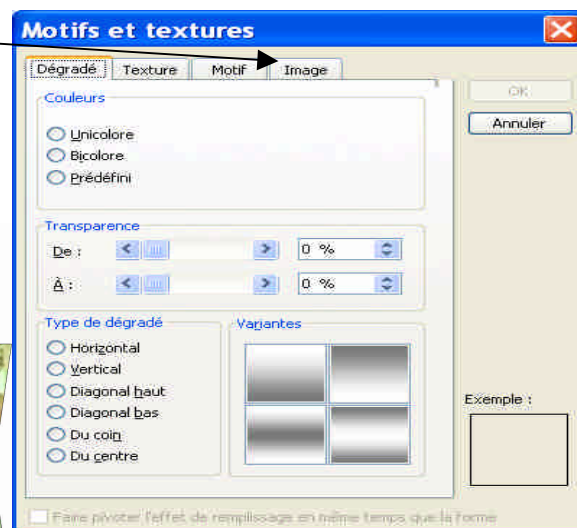 Motifs et textures
Dégradé Texture Motif Image
Couleurs
OK
Annuler
Unicolore
Bicolore
Prédéfini
Transparence
De : 0 %
À : 0 %
Type de dégradé
Variantes
Horizontal
Vertical
Diagonal haut
Diagonal bas
Du coin
Du centre
Exemple :
Faire pivoter l'effet de remplissage en même temps que la forme